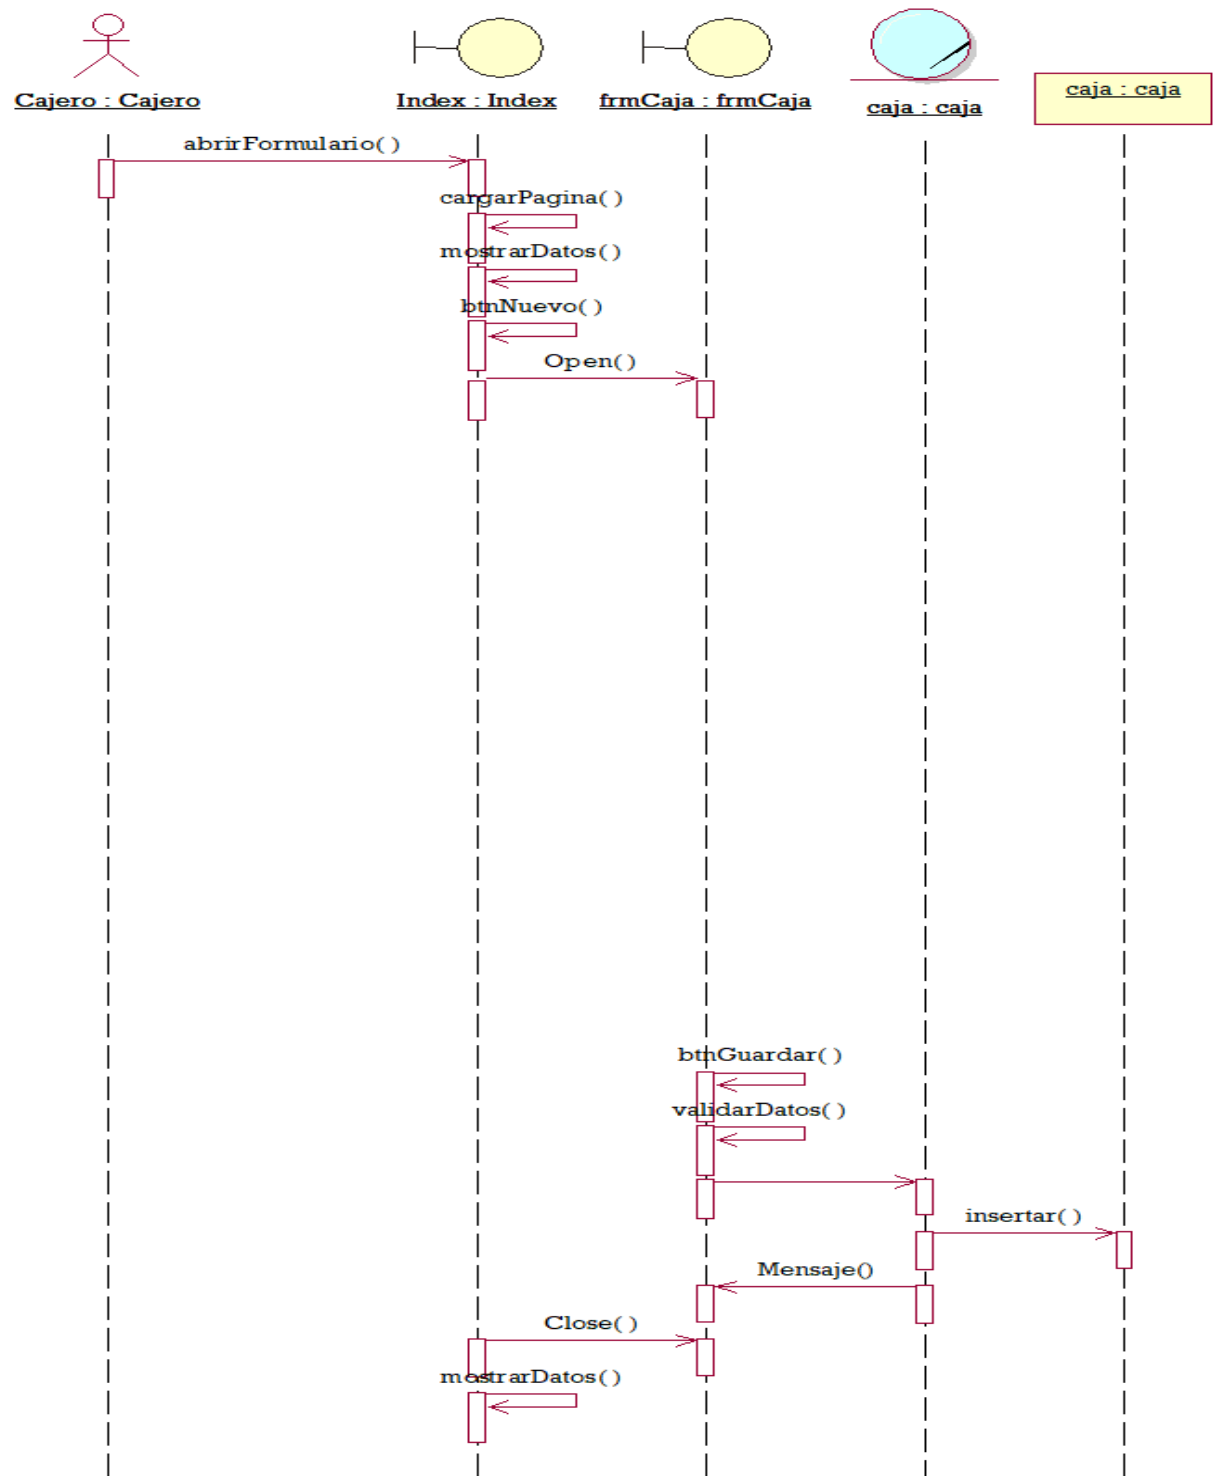 Cajero : Cajero
Index : Index
frmCaja : frmCaja
caja : caja
caja : caja
abrirFormulario( )
cargarPagina( )
mostrarDatos( )
btnNuevo( )
Open( )
btnGuardar( )
validarDatos( )
insertar( )
Mensaje()
Close( )
mostrarDatos( )